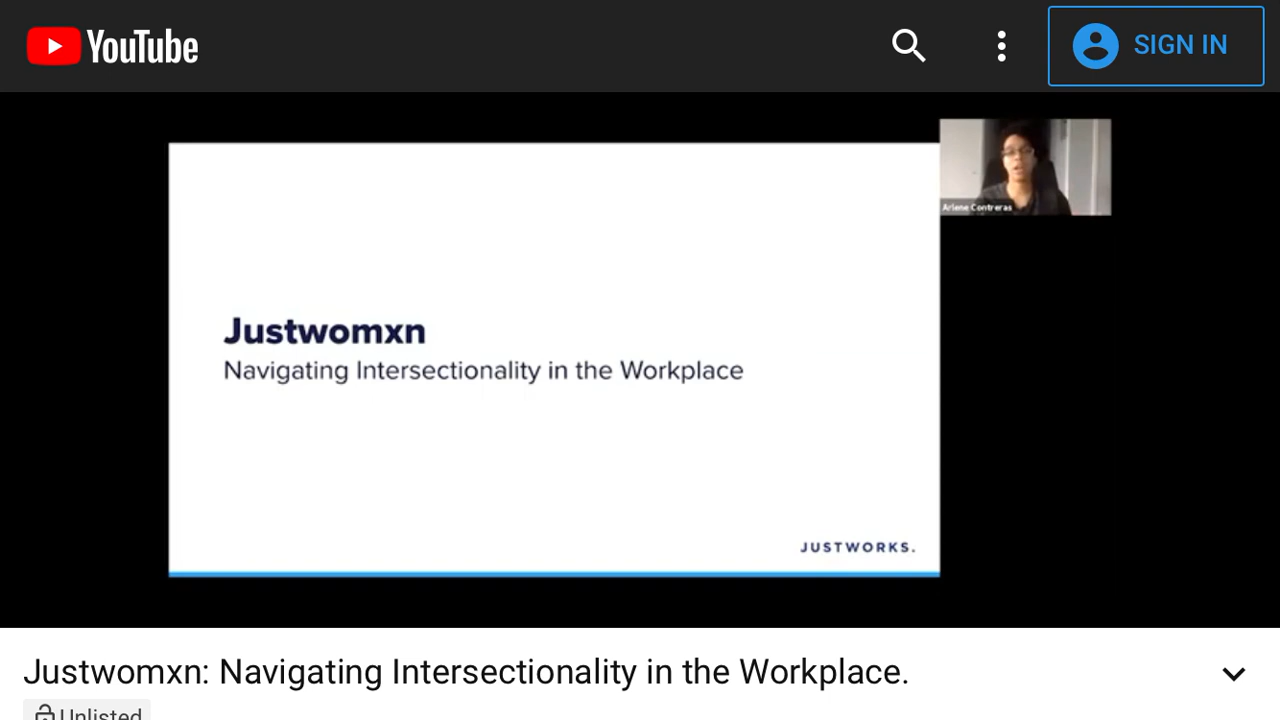 YouTube
SIGN IN
Arlene Contreras
Justwomxn
Navigating Intersectionality in the Workplace
JUSTWORKS.
Justwomxn: Navigating Intersectionality in the Workplace.
Unlisted